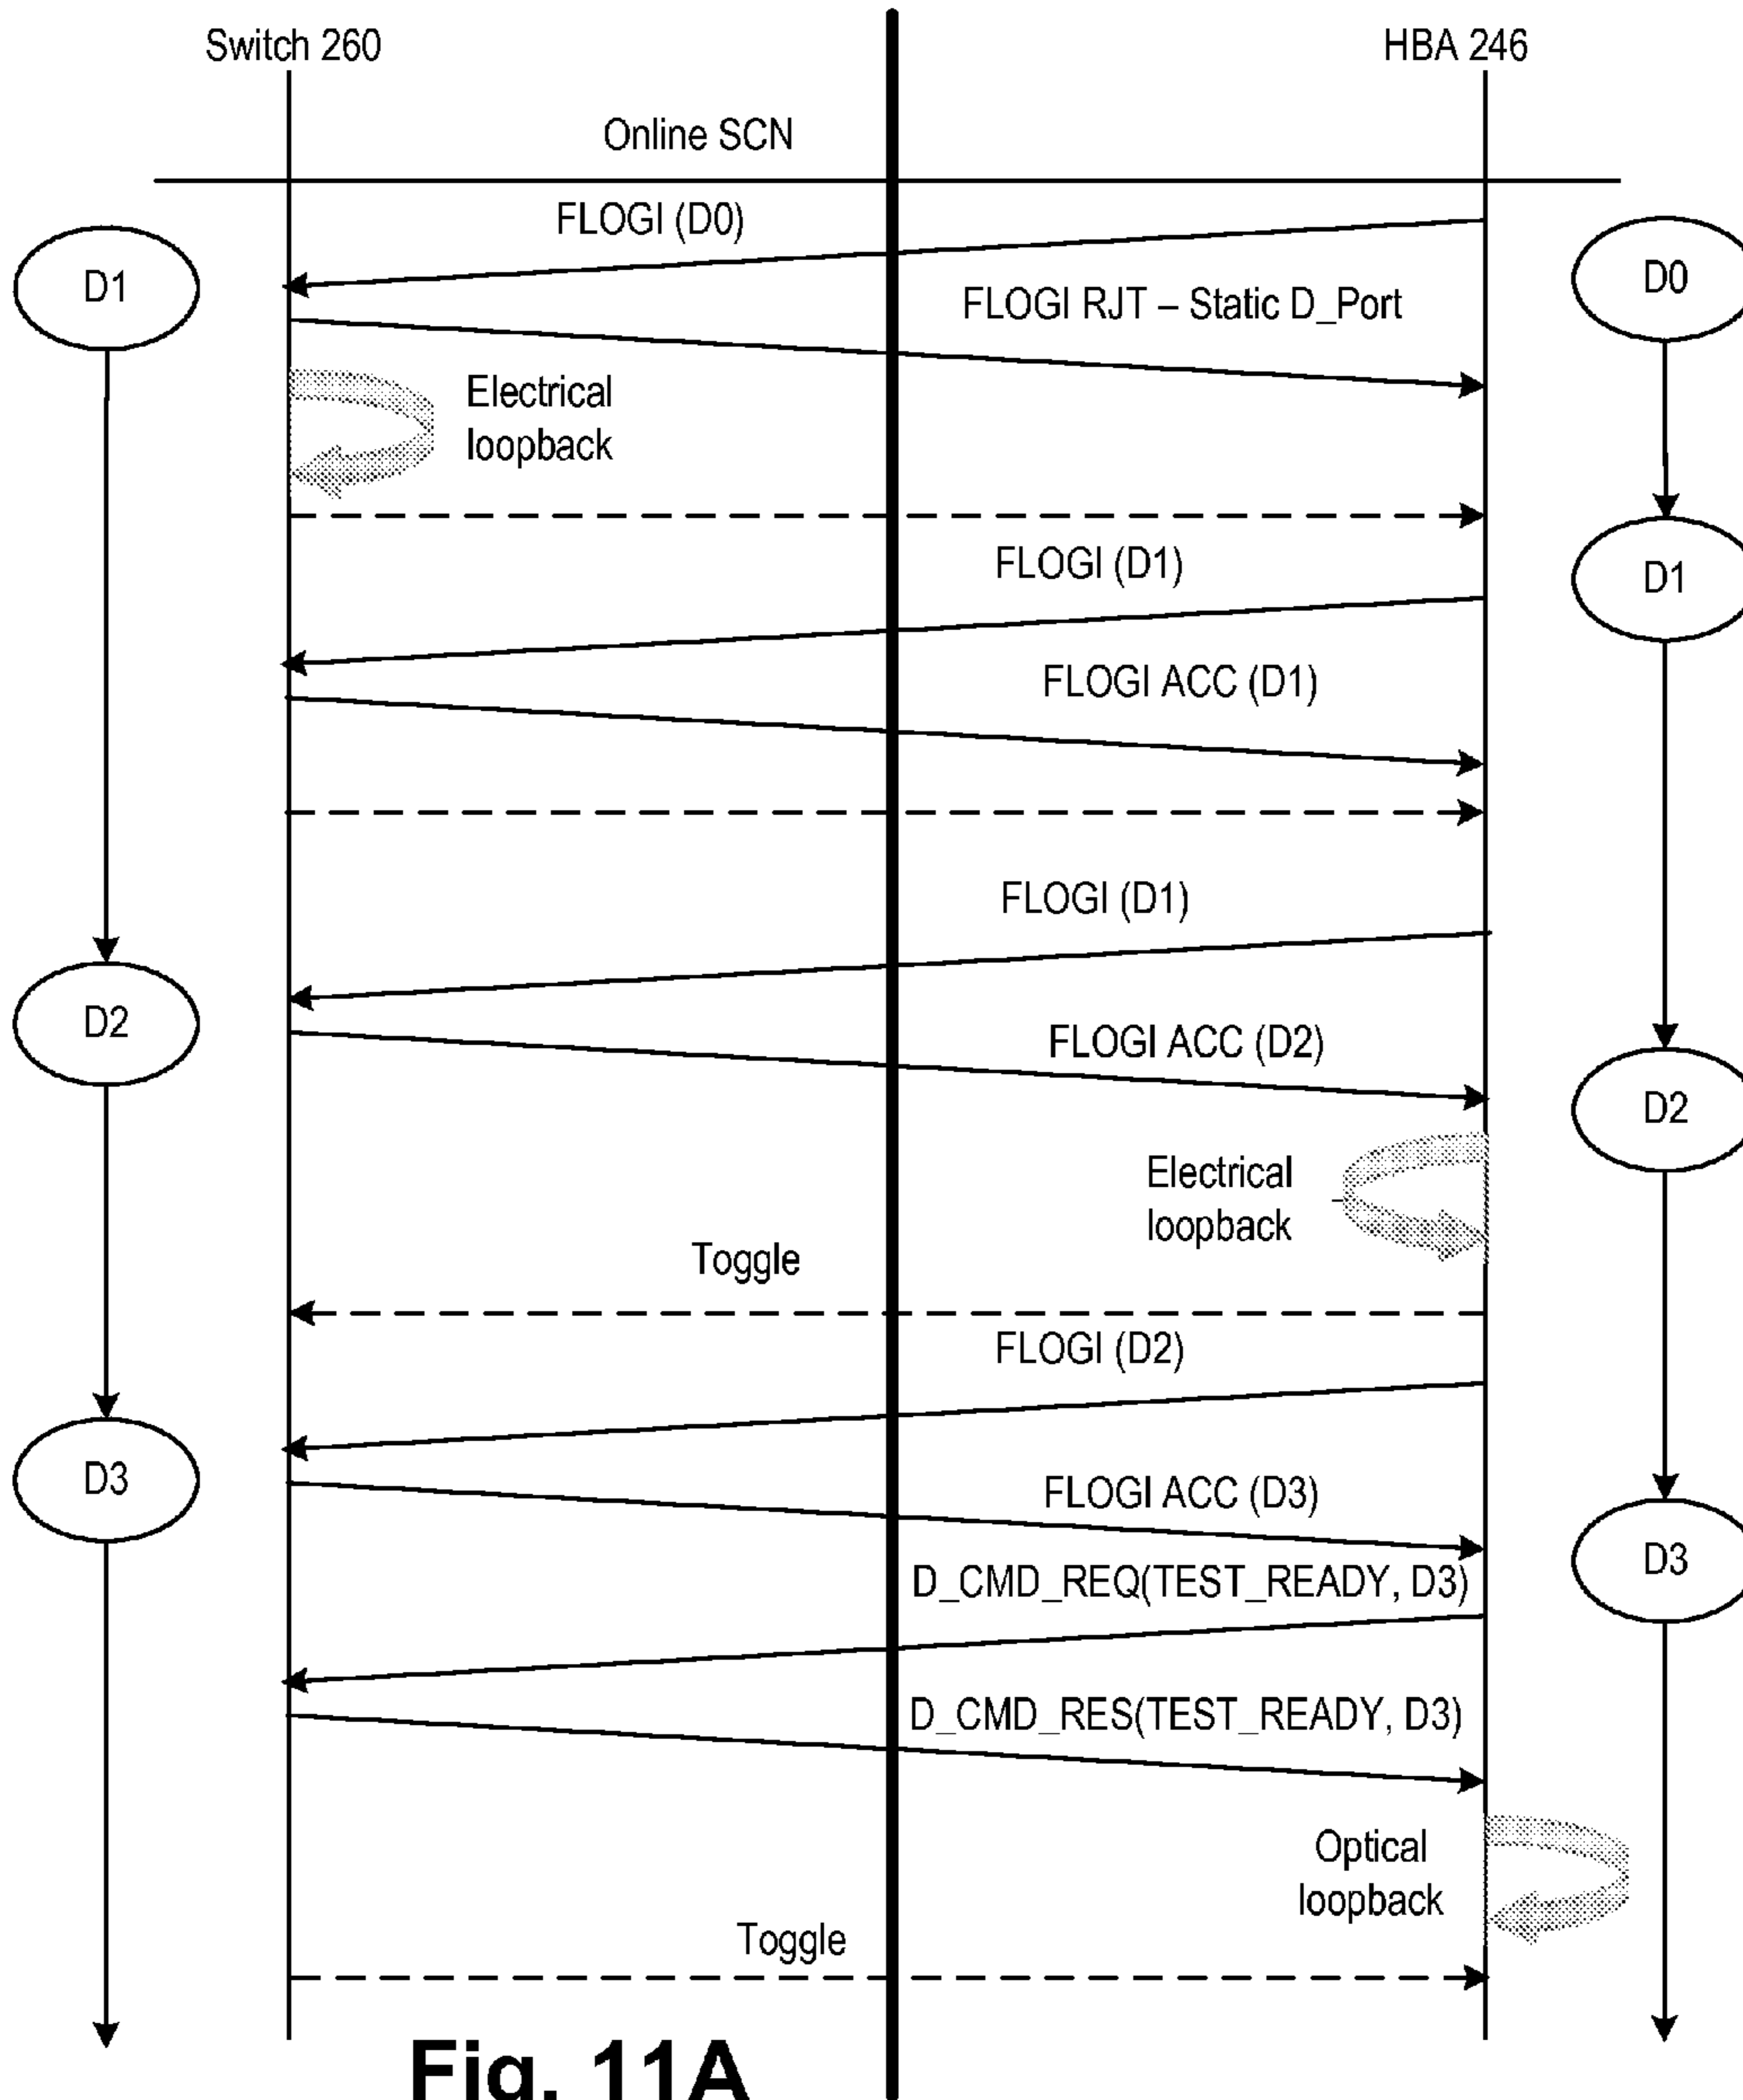 Switch 260
HBA 246
Online SCN
FLOGI (D0)
D1
D0
FLOGI RJT – Static D_Port
Electrical
loopback
FLOGI (D1)
D1
FLOGI ACC (D1)
FLOGI (D1)
D2
FLOGI ACC (D2)
D2
Electrical
loopback
Toggle
FLOGI (D2)
D3
FLOGI ACC (D3)
D3
D_CMD_REQ(TEST_READY, D3)
D_CMD_RES(TEST_READY, D3)
Optical
loopback
Toggle
Fig. 11A